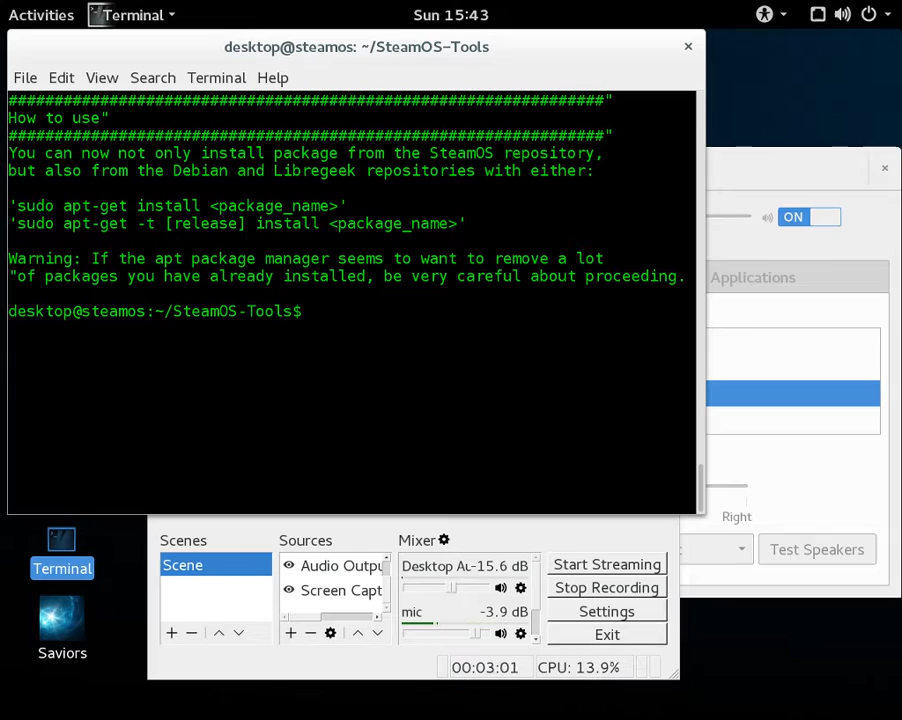 Activities
Terminal
Sun 15:43
desktop@steamos: ~/SteamOS-Tools
File Edit View Search Terminal Help
################################################################"
How to use"
################################################################"
You can now not only install package from the SteamOS repository,
but also from the Debian and Libregeek repositories with either:
'sudo apt-get install <package_name>'
'sudo apt-get -t [release] install <package_name>'
Warning: If the apt package manager seems to want to remove a lot
"of packages you have already installed, be very careful about proceeding.
desktop@steamos:~/SteamOS-Tools$
ON
Applications
Right
Test Speakers
Terminal
Saviors
Scenes
Scene
Sources
Audio Outpu
Screen Capt
Mixer
Desktop Au -15.6 dB
mic -3.9 dB
Start Streaming
Stop Recording
Settings
Exit
00:03:01
CPU: 13.9%